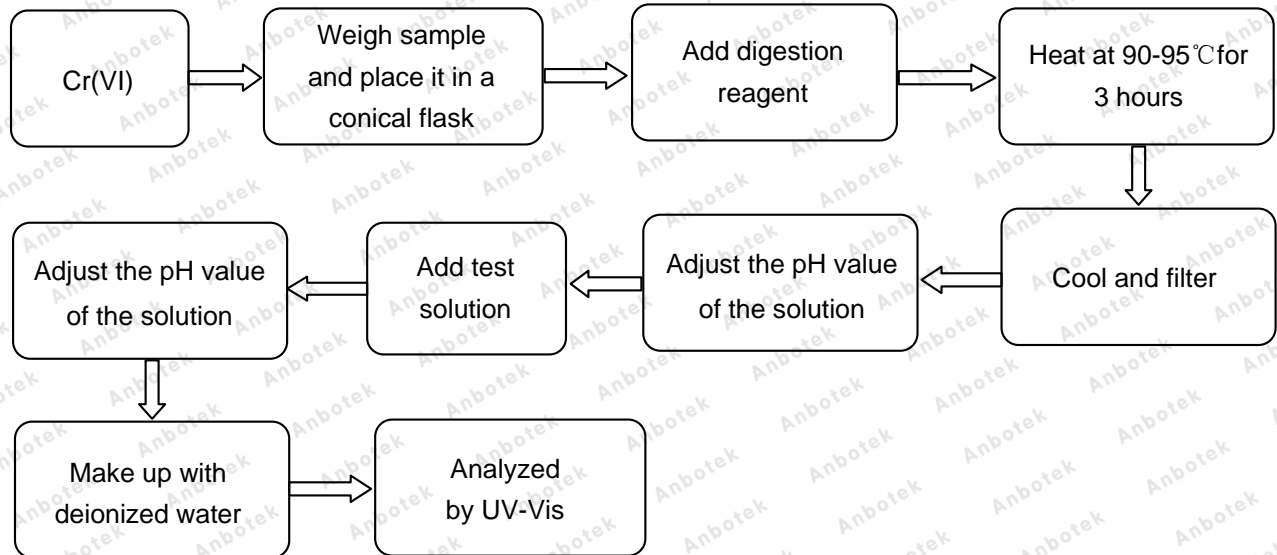 Cr(VI)
Weigh sample
and place it in a
conical flask
Add digestion
reagent
Heat at 90-95℃for
3 hours
Cool and filter
Adjust the pH value
of the solution
Add test
solution
Adjust the pH value
of the solution
Make up with
deionized water
Analyzed
by UV-Vis
Anbotek